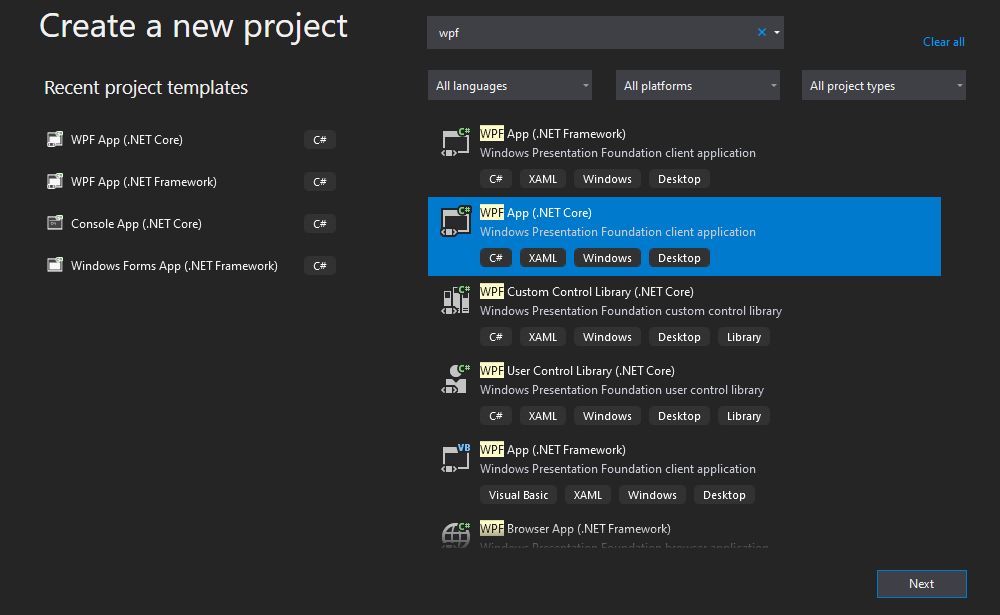 Create a new project
wpf
Clear all
Recent project templates
All languages
All platforms
All project types
WPF App (.NET Core)
C#
WPF App (.NET Framework)
C#
Console App (.NET Core)
C#
Windows Forms App (.NET Framework)
C#
C#
WPF App (.NET Framework)
Windows Presentation Foundation client application
C# XAML Windows Desktop
C#
WPF App (.NET Core)
Windows Presentation Foundation client application
C# XAML Windows Desktop
C#
WPF Custom Control Library (.NET Core)
Windows Presentation Foundation custom control library
C# XAML Windows Desktop Library
C#
WPF User Control Library (.NET Core)
Windows Presentation Foundation user control library
C# XAML Windows Desktop Library
VB
WPF App (.NET Framework)
Windows Presentation Foundation client application
Visual Basic XAML Windows Desktop
C#
WPF Browser App (.NET Framework)
Windows Presentation Foundation browser application
Next